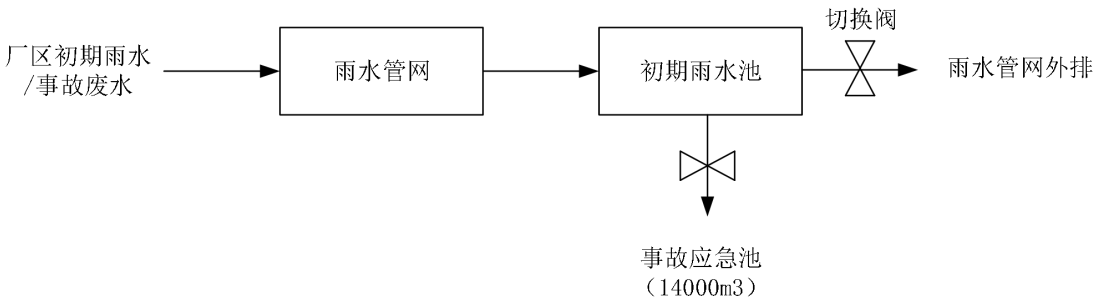 切换阀
厂区初期雨水
/事故废水
雨水管网
初期雨水池
雨水管网外排
事故应急池
（14000m3）